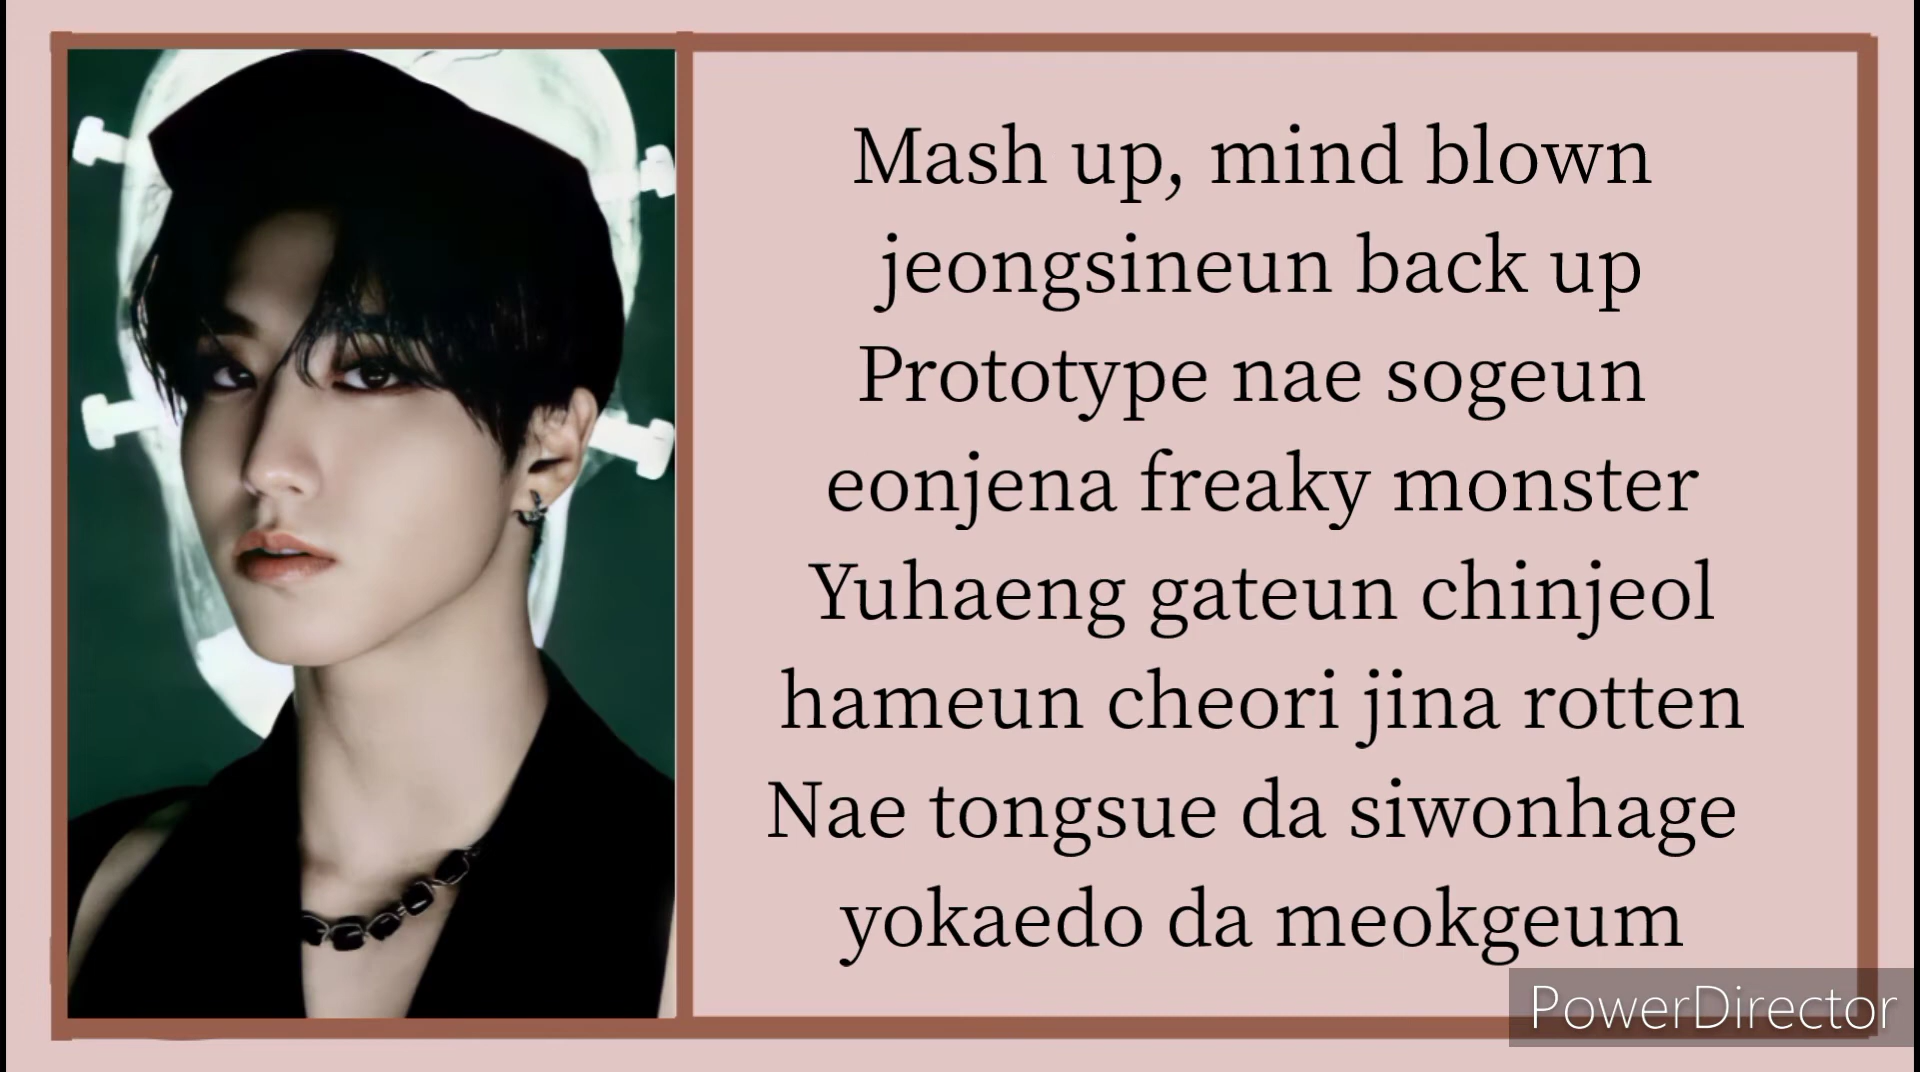 Mash up, mind blown
jeongsineun back up
Prototype nae sogeun
eonjena freaky monster
Yuhaeng gateun chinjeol
hameun cheori jina rotten
Nae tongsue da siwonhage
yokaedo da meokgeum
PowerDirector